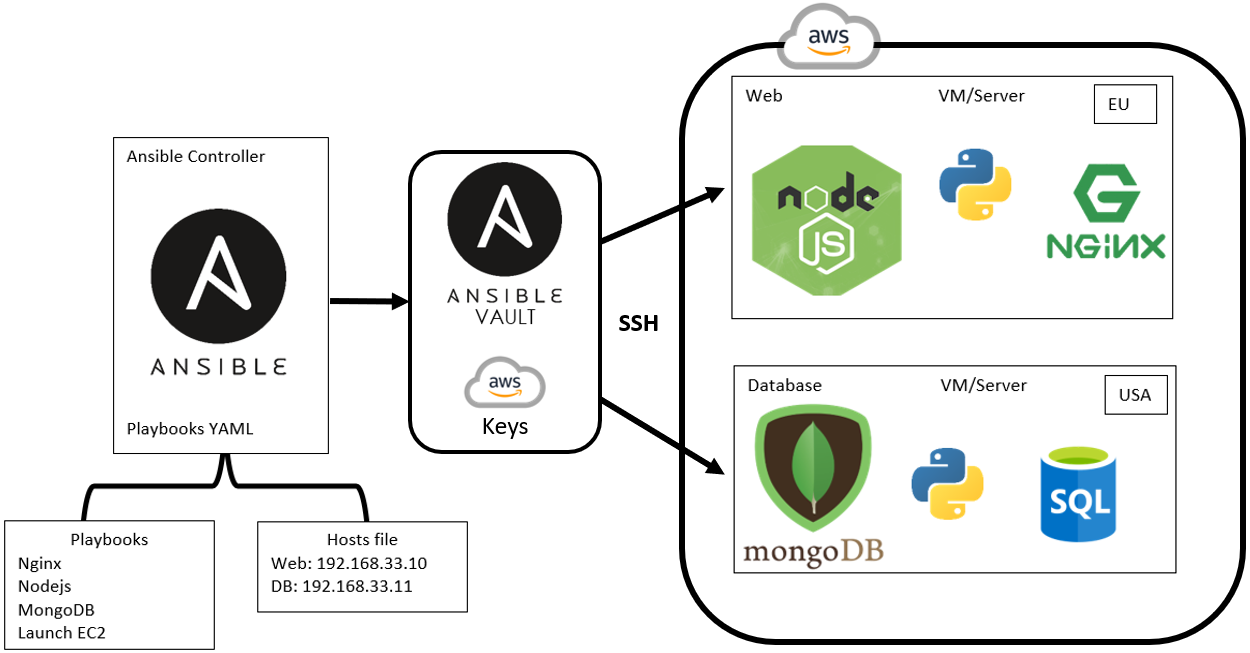 Ansible Controller
ANSIBLE
Playbooks YAML
Playbooks
Nginx
Nodejs
MongoDB
Launch EC2
Hosts file
Web: 192.168.33.10
DB: 192.168.33.11
ANSIBLE
VAULT
aws
Keys
SSH
aws
Web
VM/Server
EU
node
JS
NGiNX
Database
VM/Server
USA
mongoDB
SQL